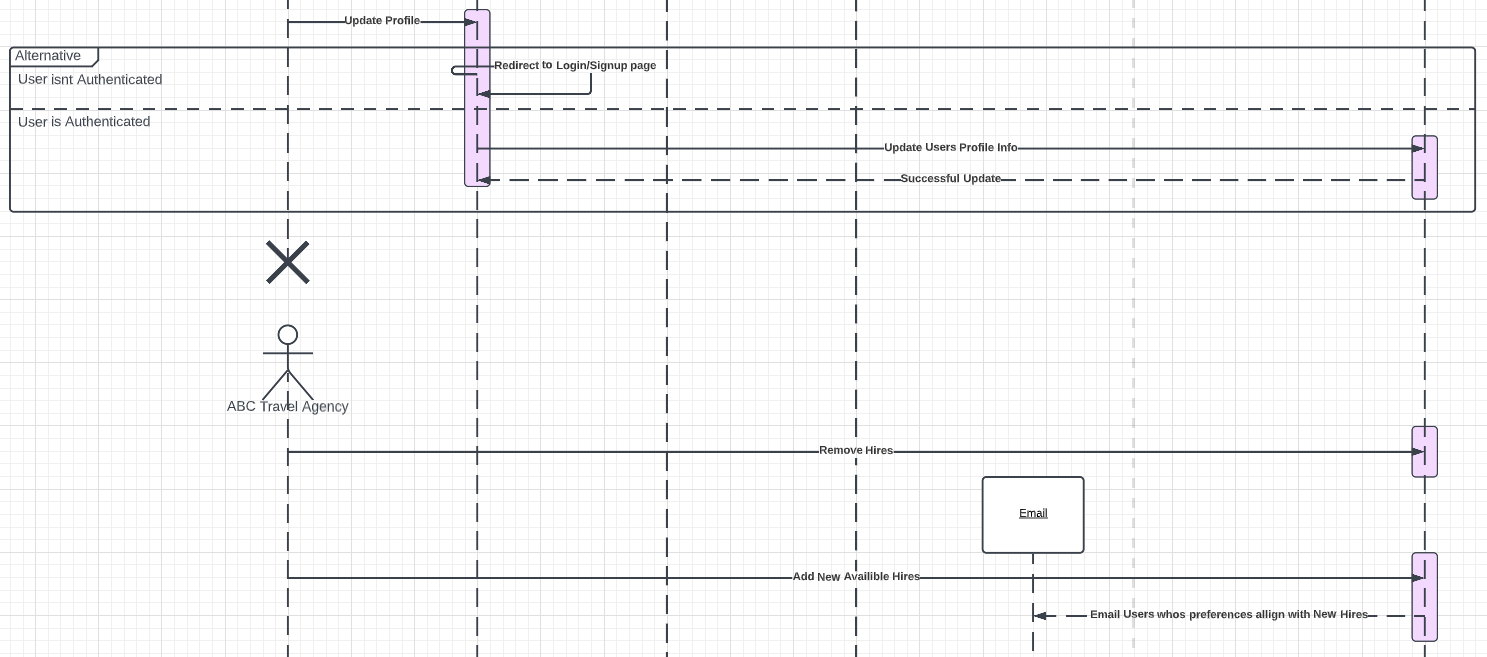 Update Profile
Alternative
Redirect to Login/Signup page
User isnt Authenticated
User is Authenticated
Update Users Profile Info
Successful Update
ABC Travel Agency
Remove Hires
Email
Add New Availible Hires
Email Users whos preferences allign with New Hires